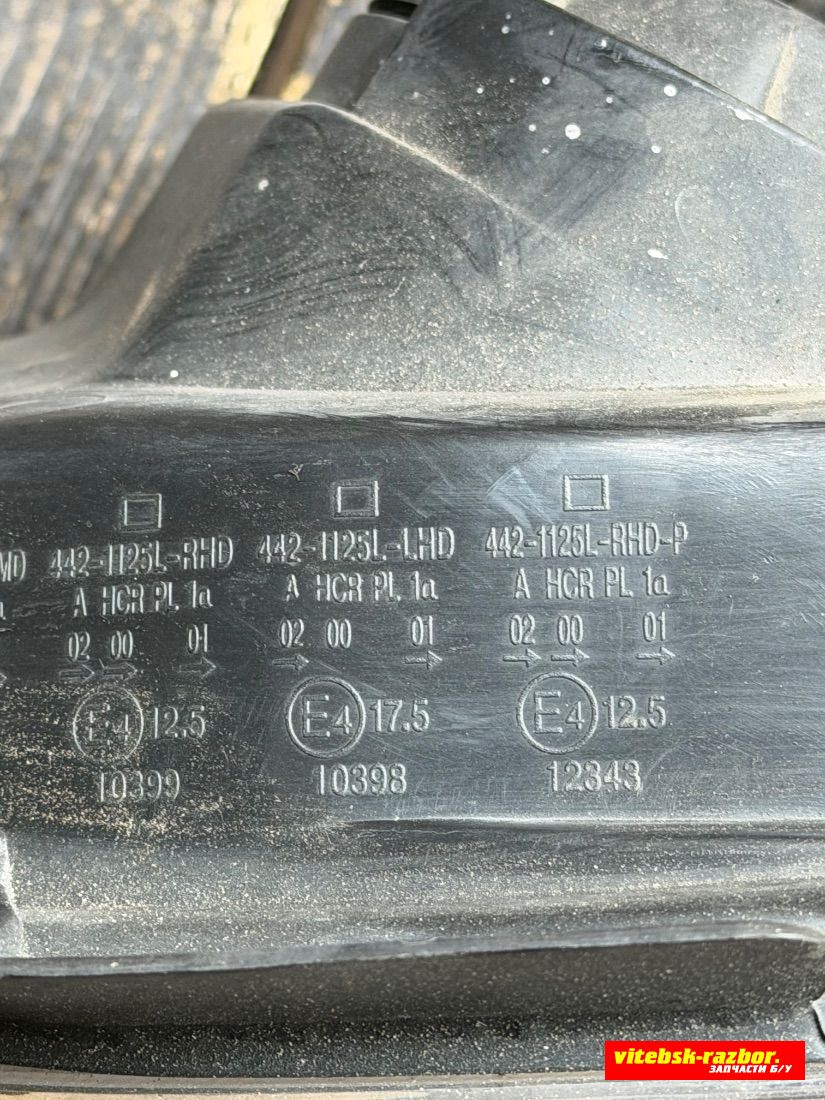 MD 442-1125L-RHD 442-1125L-LHD 442-1125L-RHD-P
a A HCR PL 1a A HCR PL 1a A HCR PL 1a
02 00 01 02 00 01 02 00 01
E4 12.5 E4 17.5 E4 12.5
10399 10398 12343
vitebsk-razbor.
ЗАПЧАСТИ Б/У